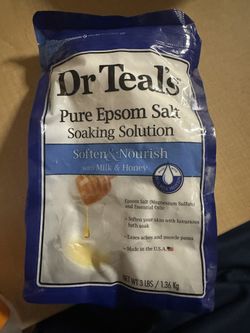 Dr Teal's
Pure Epsom Salt
Soaking Solution
Soften & Nourish
with Milk & Honey
Epsom Salt (Magnesium Sulfate)
and Essential Oils:
Soften your skin with luxurious
bath soak
Eases aches and muscle pains
Made in the U.S.A.
NET WT 3 LBS / 1.36 Kg